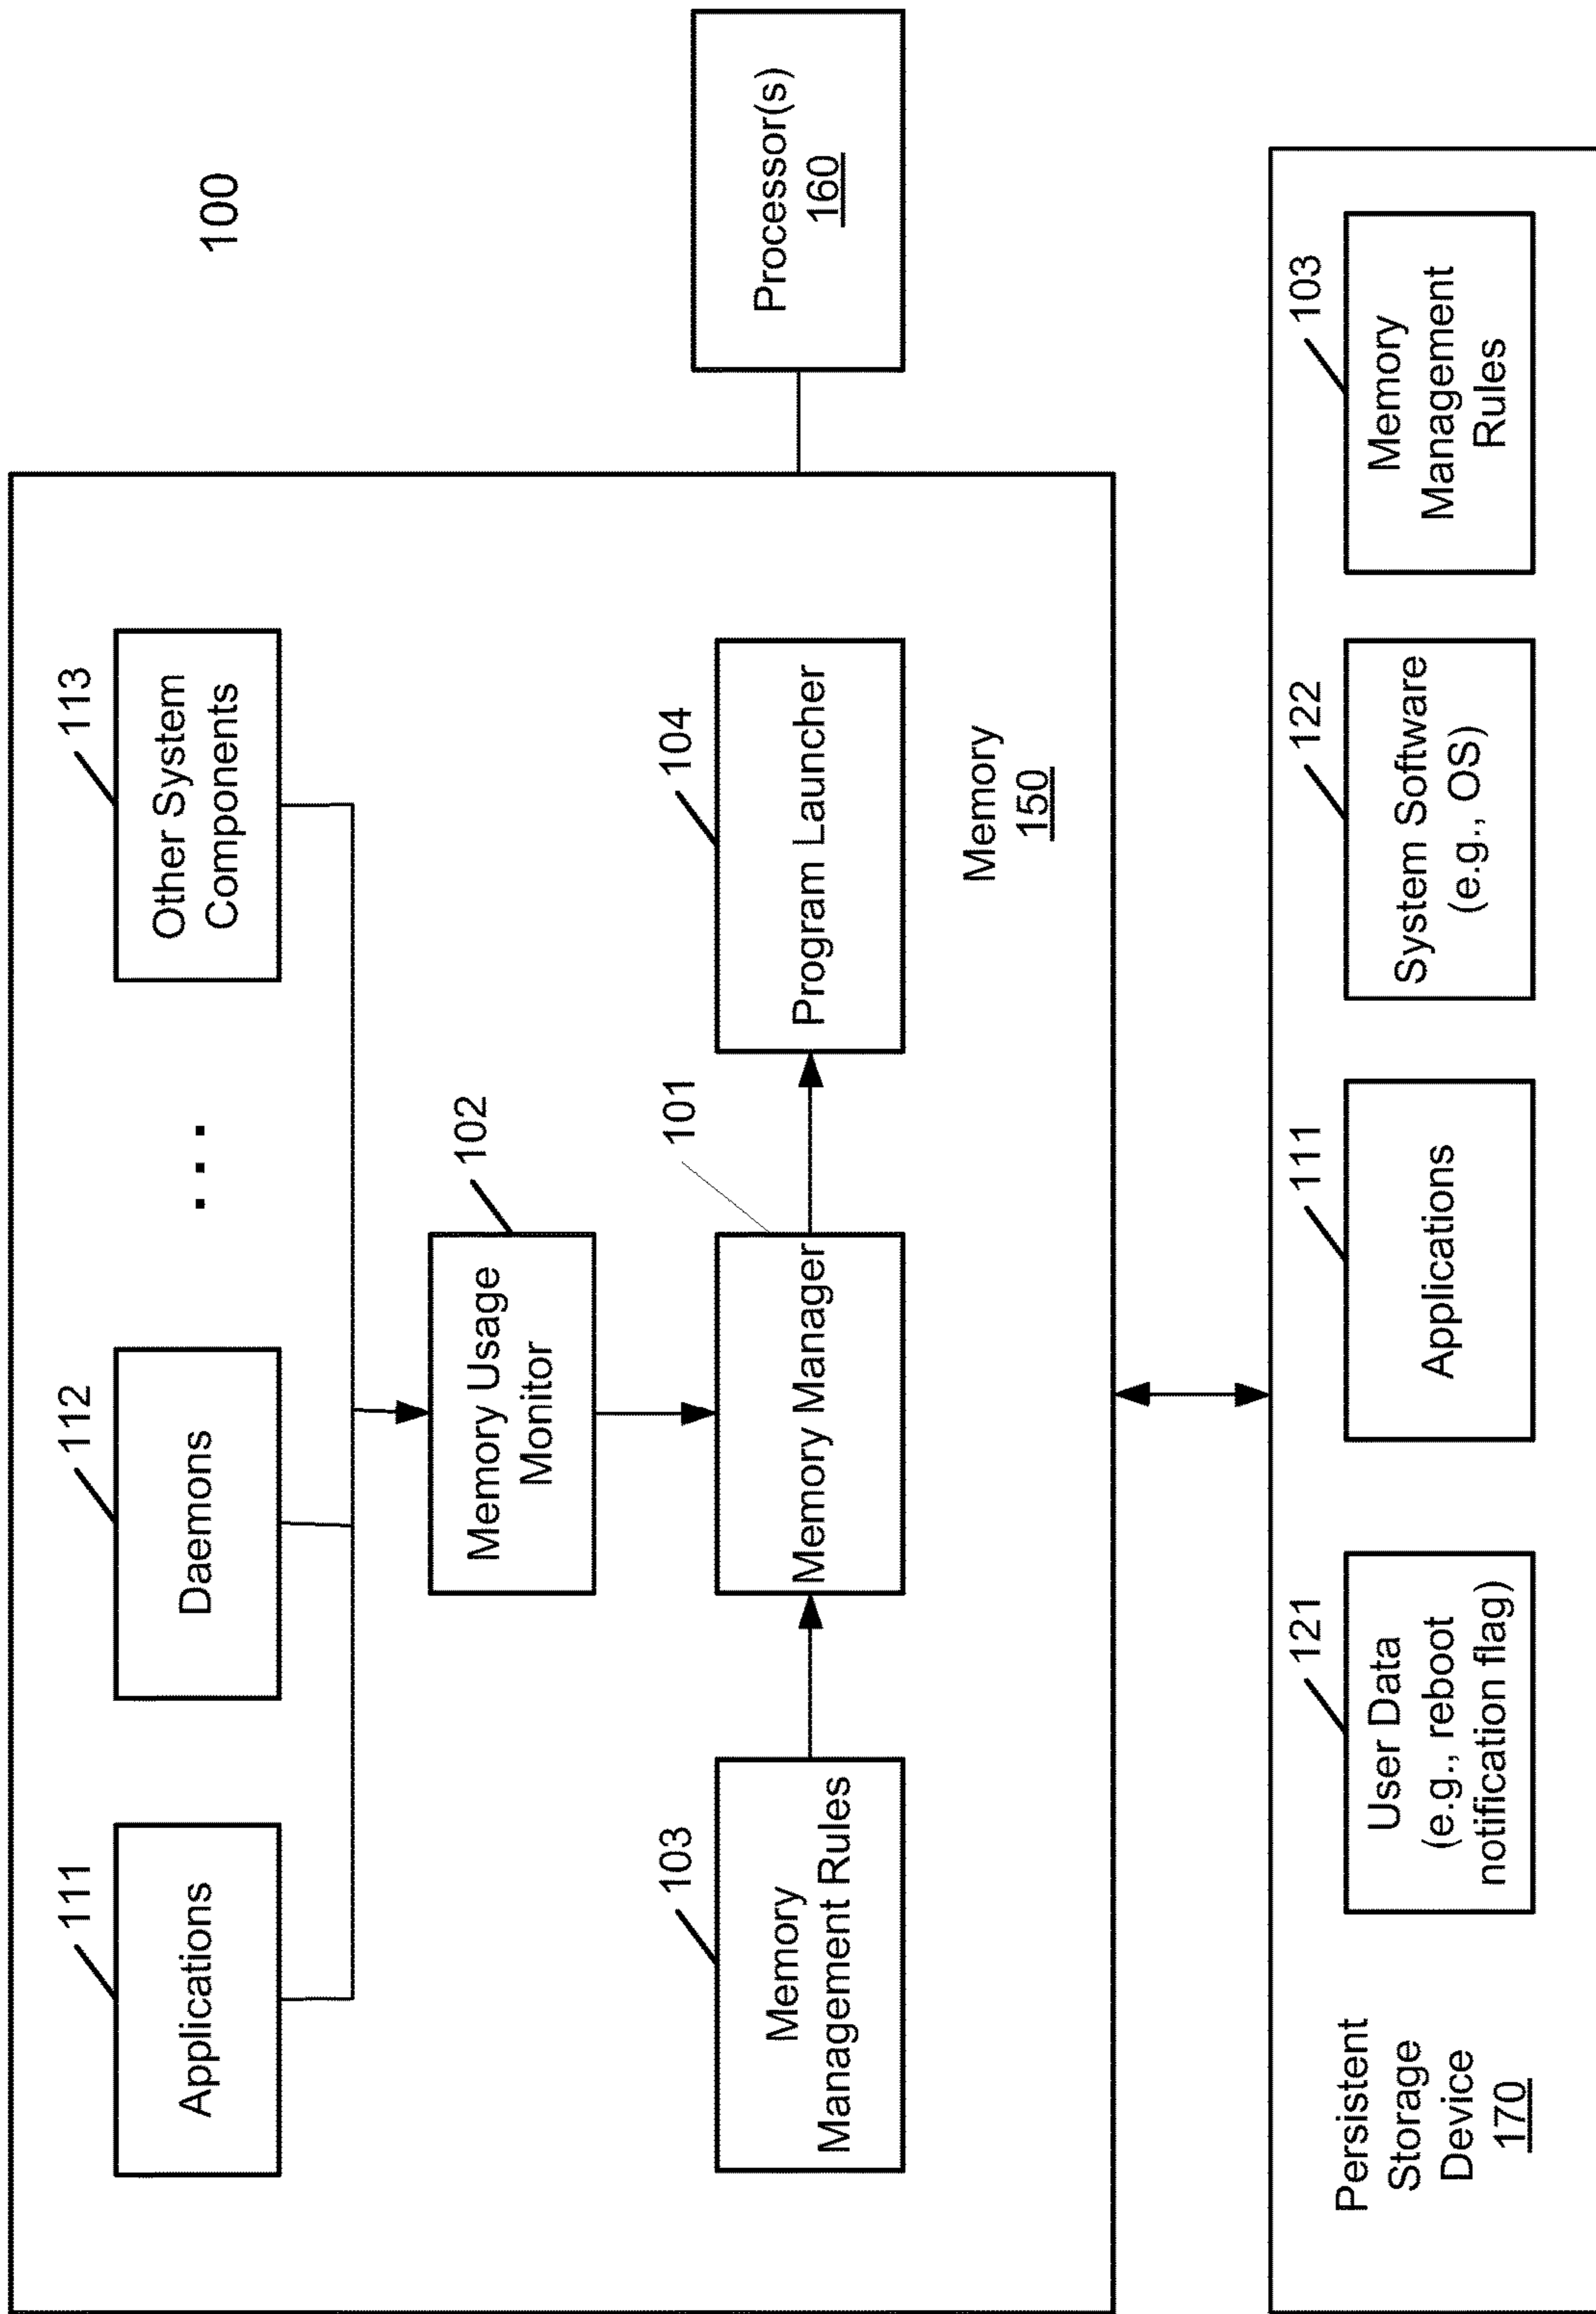 100
111
Applications
112
Daemons
. . .
113
Other System
Components
102
Memory Usage
Monitor
103
Memory
Management Rules
101
Memory Manager
104
Program Launcher
Memory
150
Processor(s)
160
Persistent
Storage
Device
170
121
User Data
(e.g., reboot
notification flag)
111
Applications
122
System Software
(e.g., OS)
103
Memory
Management
Rules